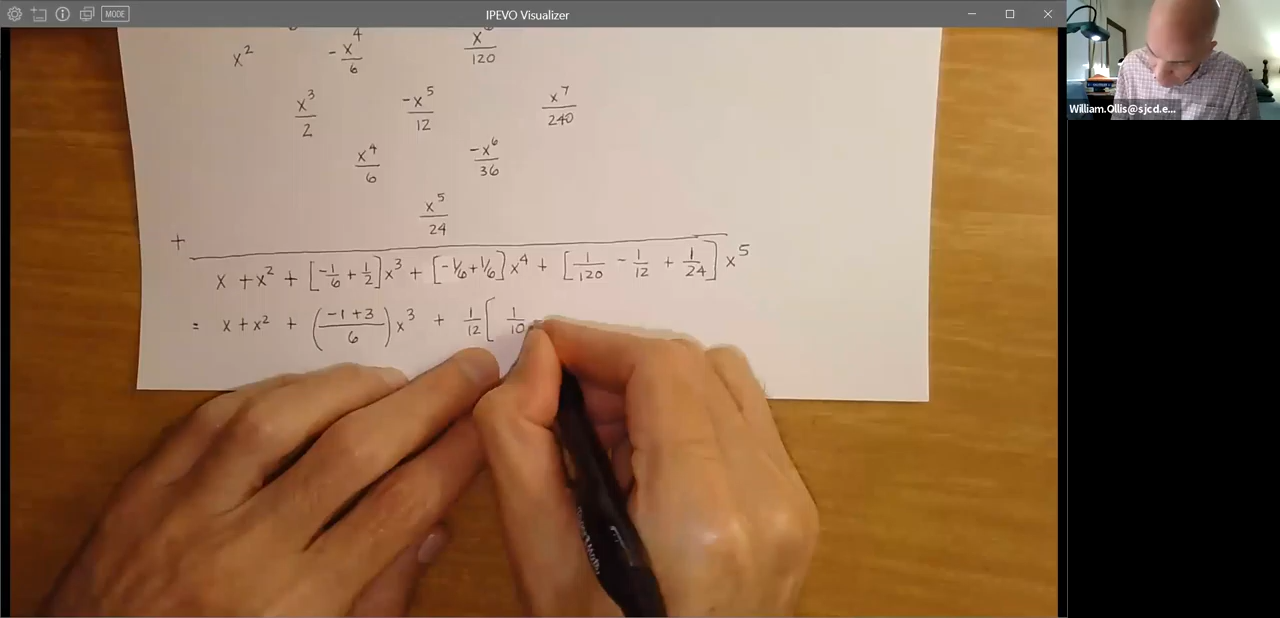 MODE
IPEVO Visualizer
William.Ollis@sjcd.e...
x² -x⁴/6 x⁶/120
x³/2 -x⁵/12 x⁷/240
x⁴/6 -x⁶/36
x⁵/24
+
x + x² + [-1/6 + 1/2]x³ + [-1/6+1/6]x⁴ + [1/120 - 1/12 + 1/24]x⁵
= x + x² + (-1+3/6)x³ + 1/12[ 1/10